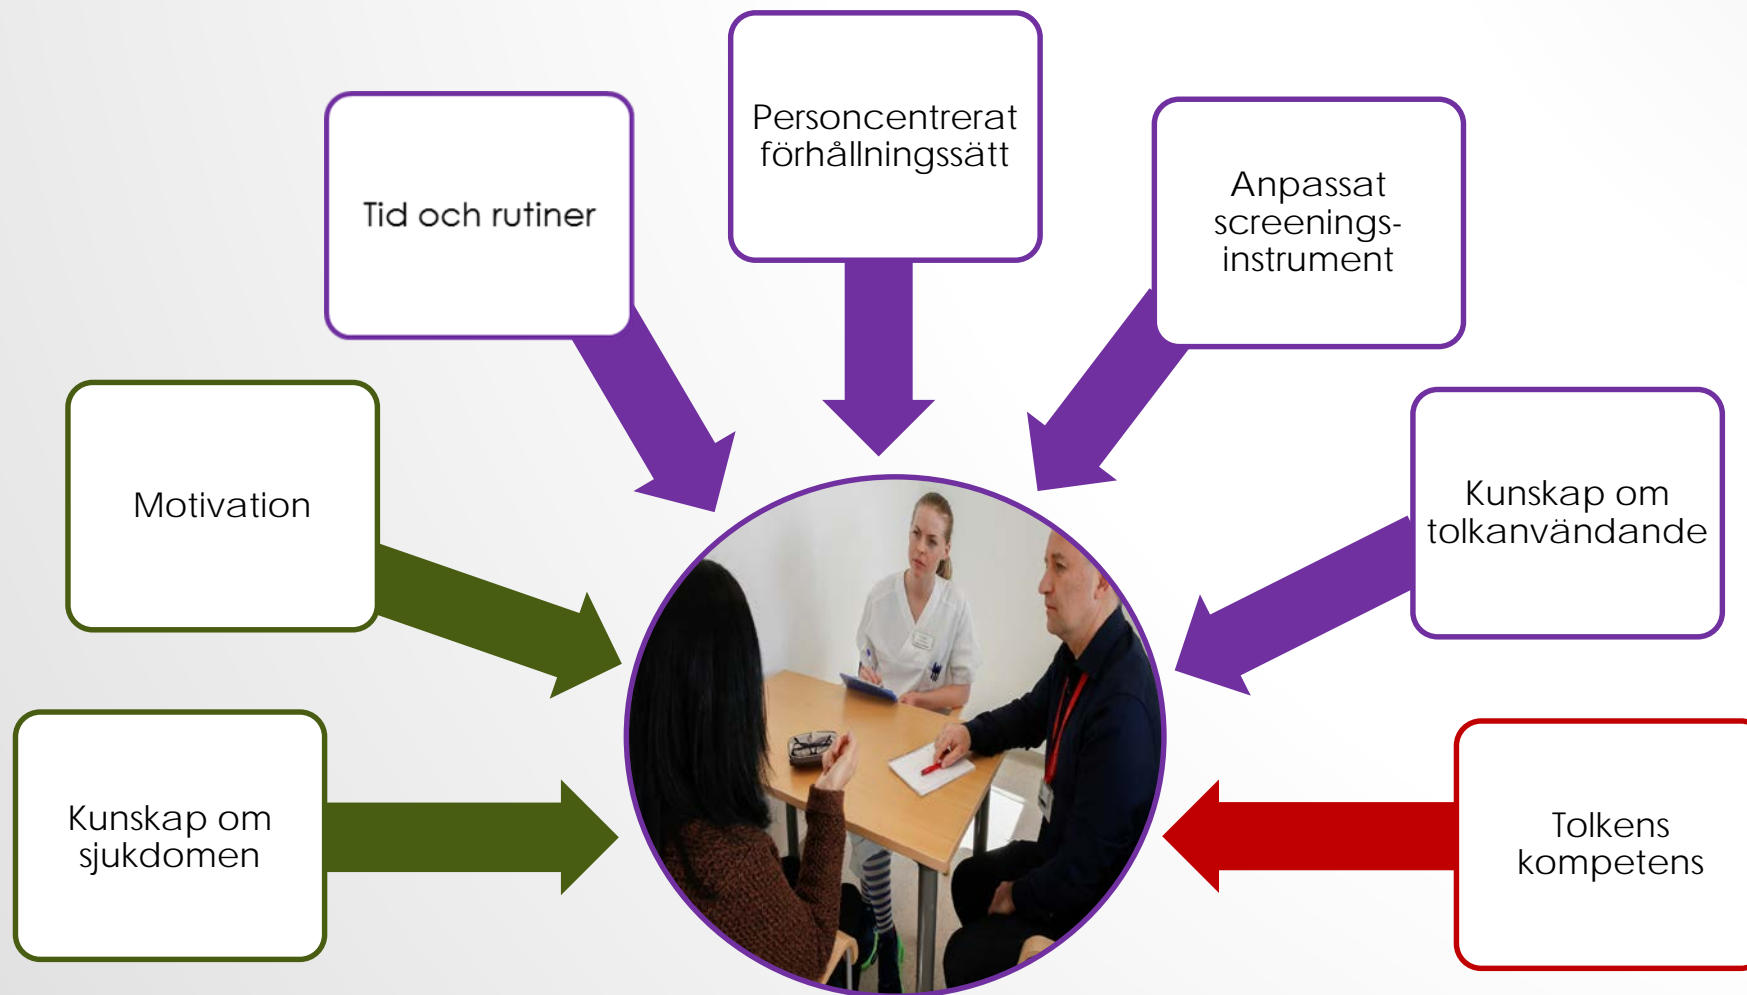 Personcentrerat
förhållningssätt
Tid och rutiner
Anpassat
screenings-
instrument
Motivation
Kunskap om
tolkanvändande
Kunskap om
sjukdomen
Tolkens
kompetens